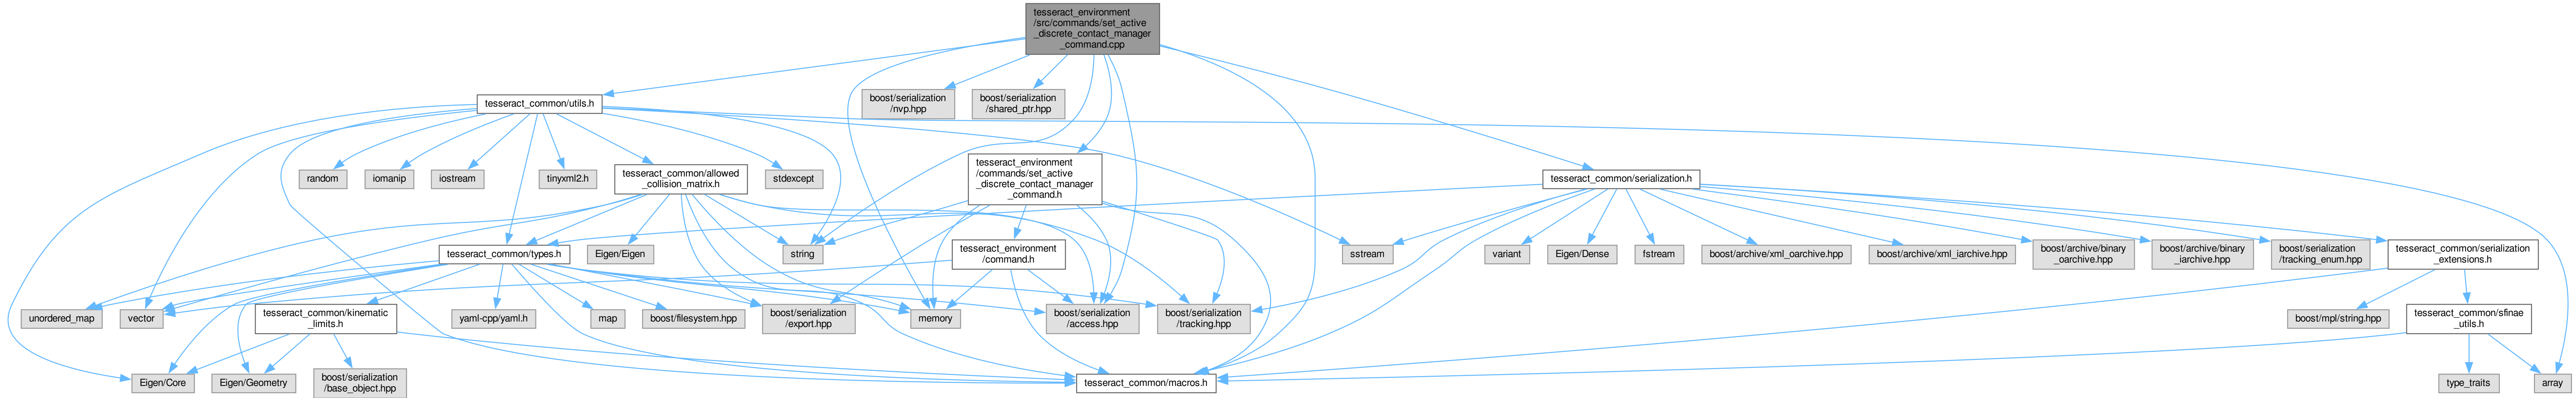 tesseract_environment
/src/commands/set_active
_discrete_contact_manager
_command.cpp
tesseract_common/utils.h
boost/serialization
/nvp.hpp
boost/serialization
/shared_ptr.hpp
random
iomanip
iostream
tinyxml2.h
tesseract_common/allowed
_collision_matrix.h
stdexcept
tesseract_environment
/commands/set_active
_discrete_contact_manager
_command.h
tesseract_common/serialization.h
tesseract_common/types.h
Eigen/Eigen
string
tesseract_environment
/command.h
sstream
variant
Eigen/Dense
fstream
boost/archive/xml_oarchive.hpp
boost/archive/xml_iarchive.hpp
boost/archive/binary
_oarchive.hpp
boost/archive/binary
_iarchive.hpp
boost/serialization
/tracking_enum.hpp
tesseract_common/serialization
_extensions.h
unordered_map
vector
tesseract_common/kinematic
_limits.h
yaml-cpp/yaml.h
map
boost/filesystem.hpp
boost/serialization
/export.hpp
memory
boost/serialization
/access.hpp
boost/serialization
/tracking.hpp
boost/mpl/string.hpp
tesseract_common/sfinae
_utils.h
Eigen/Core
Eigen/Geometry
boost/serialization
/base_object.hpp
tesseract_common/macros.h
type_traits
array